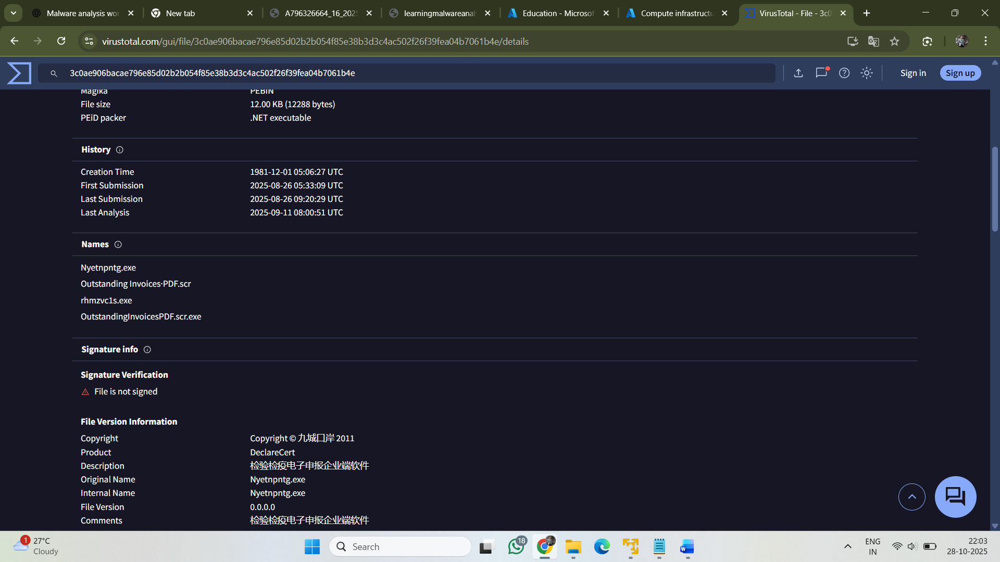 Malware analysis wor
New tab
A796326664_16_202
learningmalwareanal
Education - Microsof
Compute infrastructu
VirusTotal - File - 3c0
virustotal.com/gui/file/3c0ae906bacae796e85d02b2b054f85e38b3d3c4ac502f26f39fea04b7061b4e/details
3c0ae906bacae796e85d02b2b054f85e38b3d3c4ac502f26f39fea04b7061b4e
Sign in
Sign up
Magika PEBIN
File size 12.00 KB (12288 bytes)
PEiD packer .NET executable
History
Creation Time 1981-12-01 05:06:27 UTC
First Submission 2025-08-26 05:33:09 UTC
Last Submission 2025-08-26 09:20:29 UTC
Last Analysis 2025-09-11 08:00:51 UTC
Names
Nyetnpntg.exe
Outstanding Invoices·PDF.scr
rhmzvc1s.exe
OutstandingInvoicesPDF.scr.exe
Signature info
Signature Verification
File is not signed
File Version Information
Copyright Copyright © 九城口岸 2011
Product DeclareCert
Description 检验检疫电子申报企业端软件
Original Name Nyetnpntg.exe
Internal Name Nyetnpntg.exe
File Version 0.0.0.0
Comments 检验检疫电子申报企业端软件
1
27°C
Cloudy
Search
18
W
ENG
IN
22:03
28-10-2025